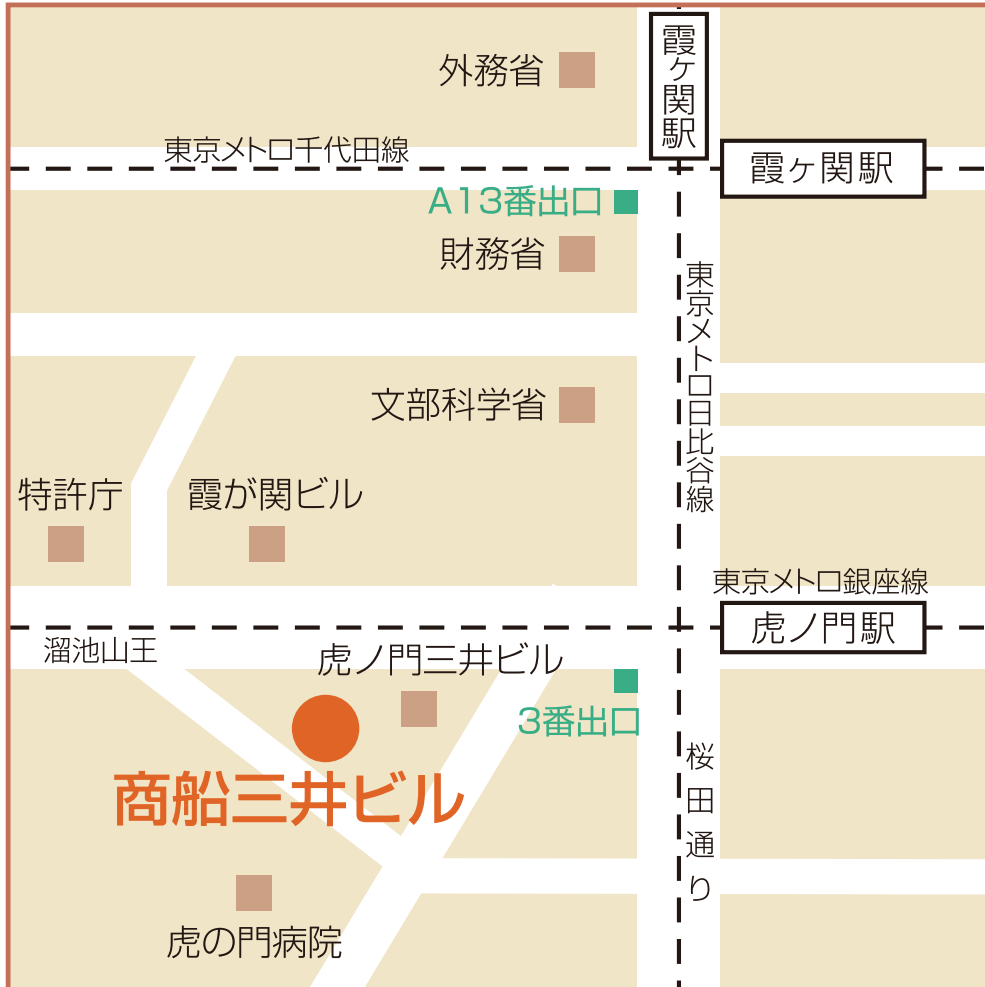 外務省
霞ヶ関駅
東京メトロ千代田線
霞ヶ関駅
A13番出口
財務省
東京メトロ日比谷線
文部科学省
特許庁
霞が関ビル
東京メトロ銀座線
虎ノ門駅
溜池山王
虎ノ門三井ビル
3番出口
商船三井ビル
桜田通り
虎の門病院